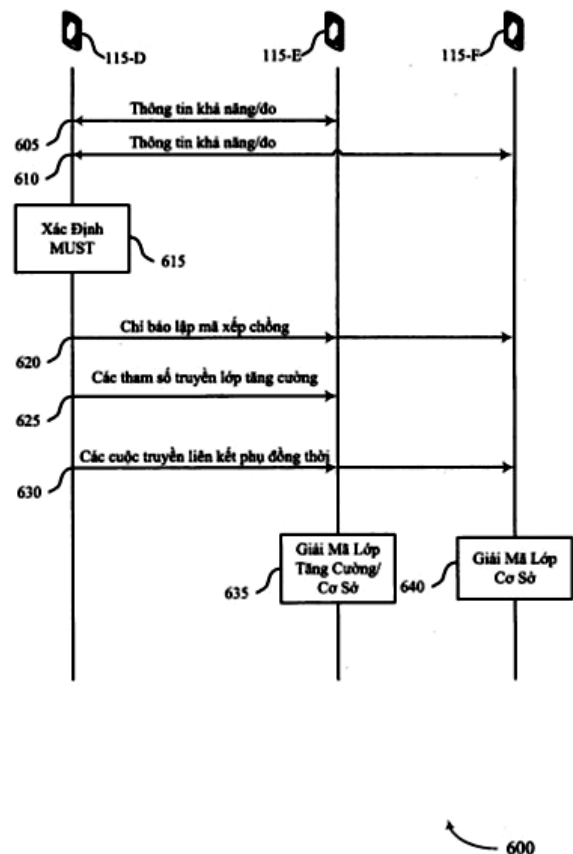 115-D
115-E
115-F
Thông tin khả năng/đo
605
Thông tin khả năng/đo
610
Xác Định
MUST
615
Chỉ báo lập mã xếp chồng
620
Các tham số truyền lớp tăng cường
625
Các cuộc truyền liên kết phụ đồng thời
630
Giải Mã Lớp
Tăng Cường/
Cơ Sở
635
Giải Mã Lớp
Cơ Sở
640
600